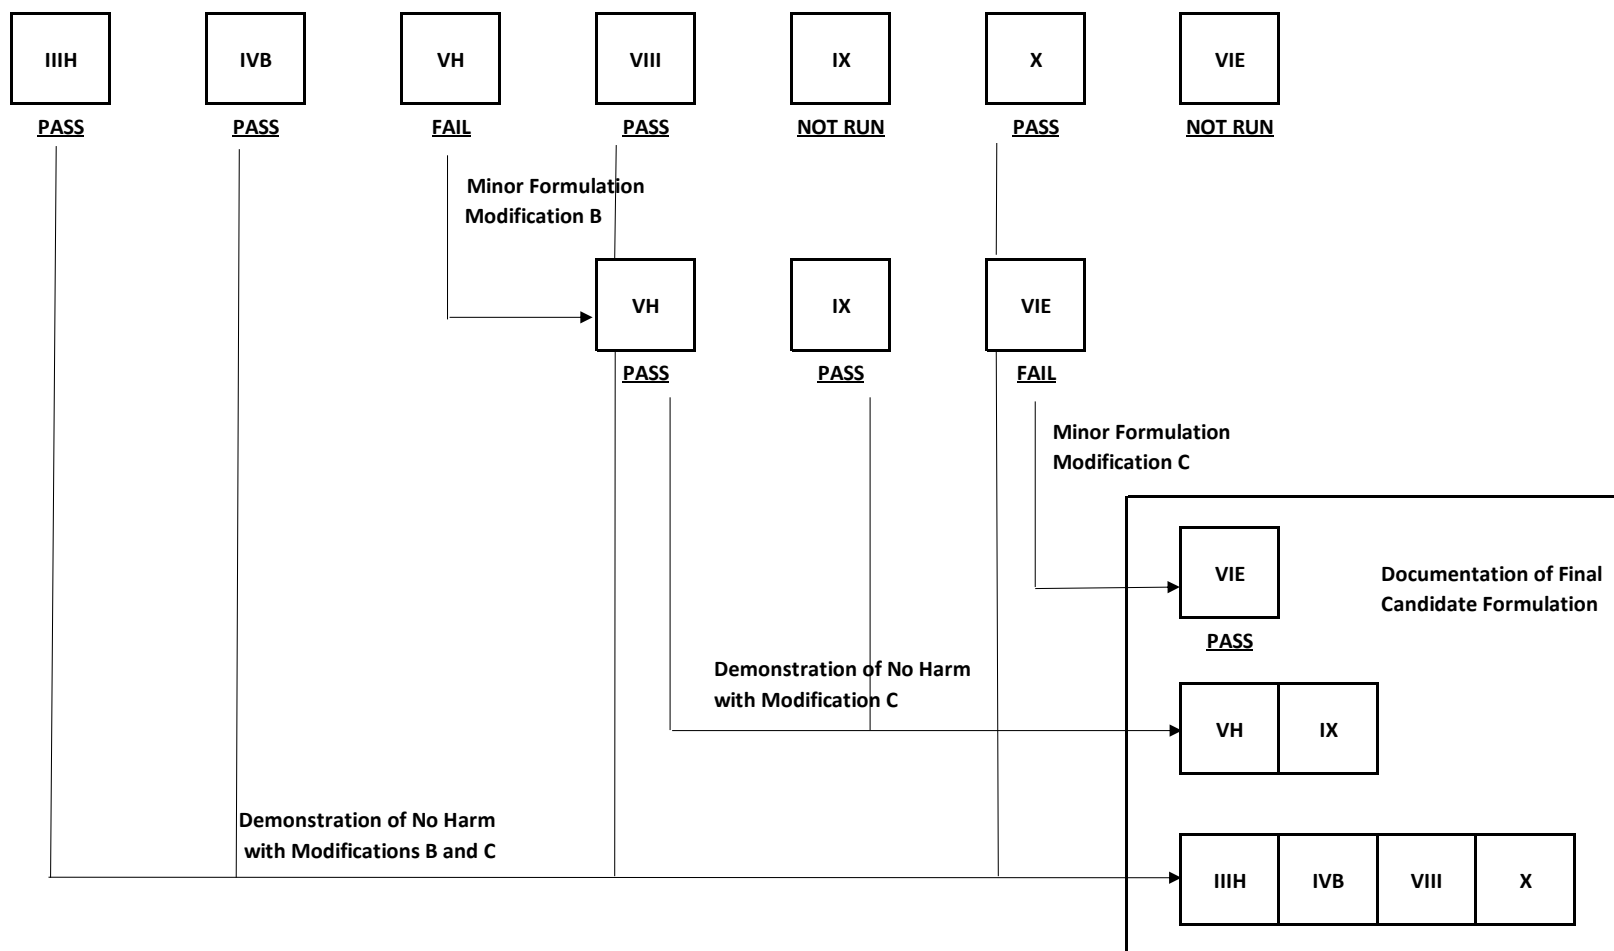 IIIH
IVB
VH
VIII
IX
X
VIE
PASS
PASS
FAIL
PASS
NOT RUN
PASS
NOT RUN
Minor Formulation
Modification B
VH
IX
VIE
PASS
PASS
FAIL
Minor Formulation
Modification C
VIE
Documentation of Final
Candidate Formulation
PASS
Demonstration of No Harm
with Modification C
VH
IX
Demonstration of No Harm
with Modifications B and C
IIIH
IVB
VIII
X